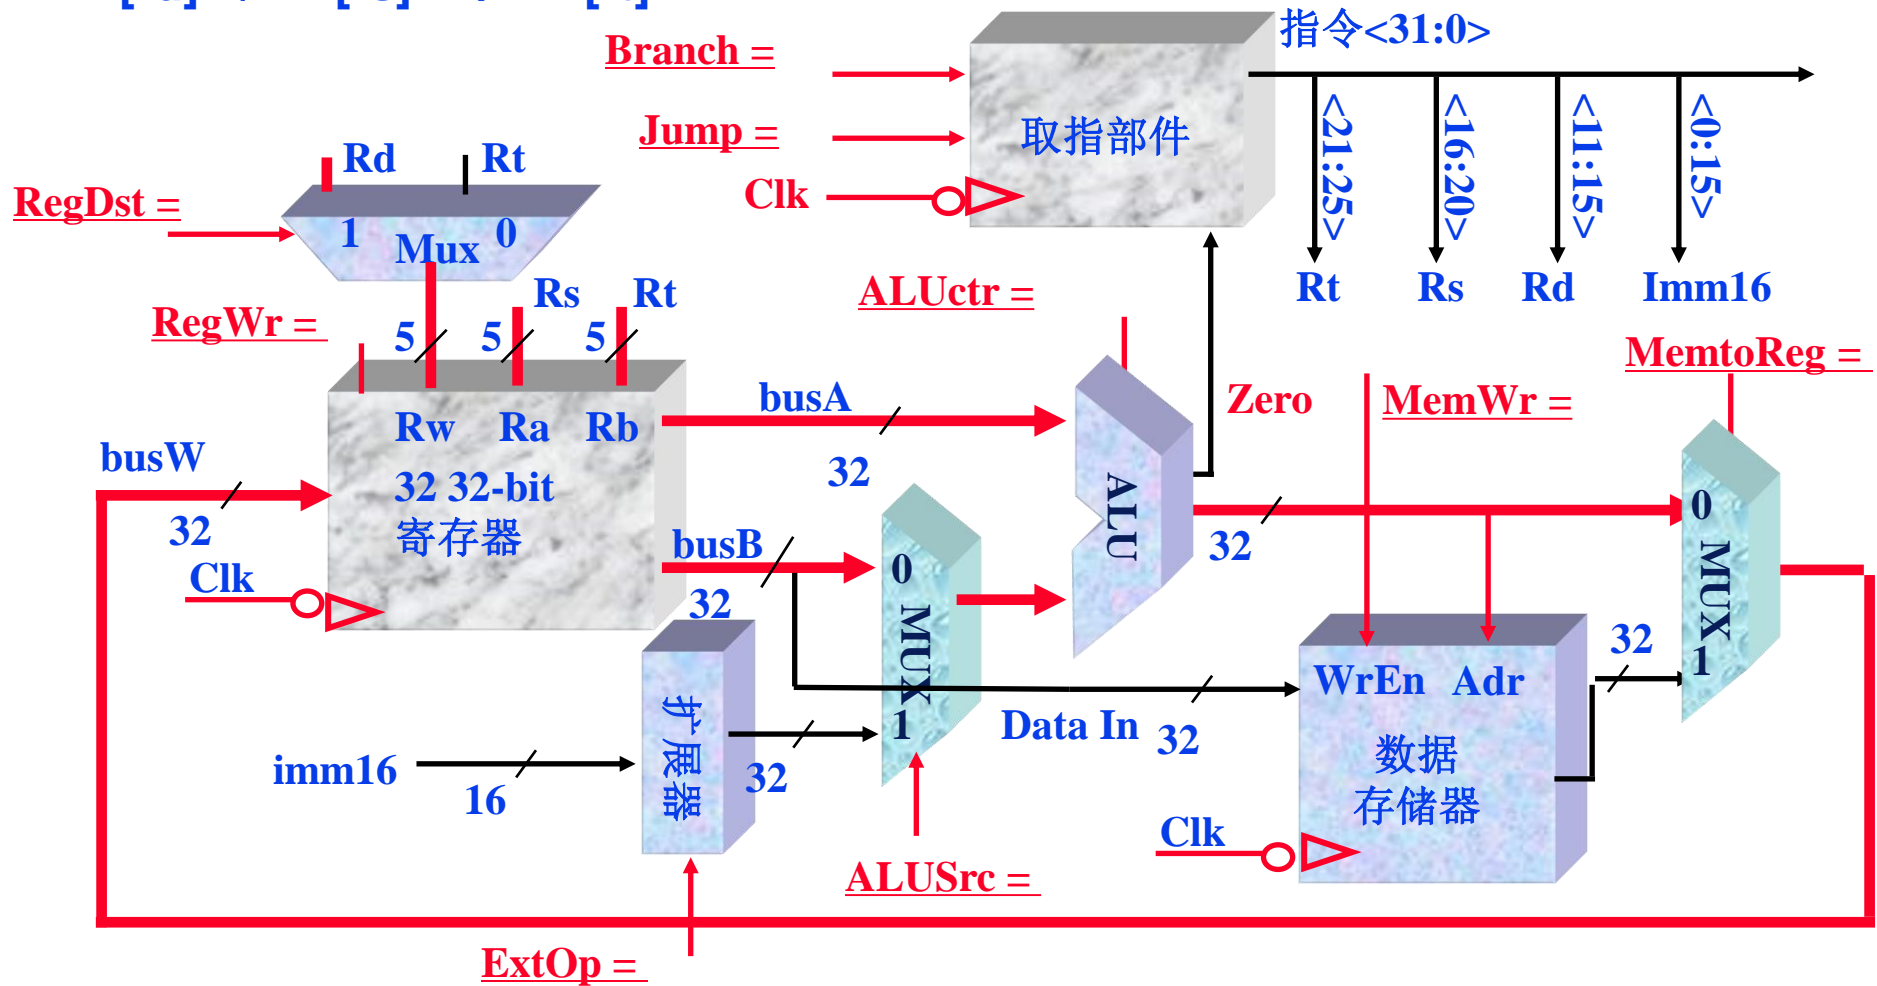 指令<31:0>
Branch =
Jump =
取指部件
Clk
<21:25>
<16:20>
<11:15>
<0:15>
Rt
Rs
Rd
Imm16
Rd
Rt
RegDst =
1
Mux
0
RegWr =
5
5
Rs
5
Rt
ALUctr =
Zero
MemWr =
MemtoReg =
busW
32
Rw
Ra
Rb
32 32-bit
寄存器
Clk
busA
32
busB
32
0
MUX
1
ALU
32
0
MUX
1
32
WrEn
Adr
数据
存储器
Clk
Data In
32
imm16
16
扩展器
32
ALUSrc =
ExtOp =